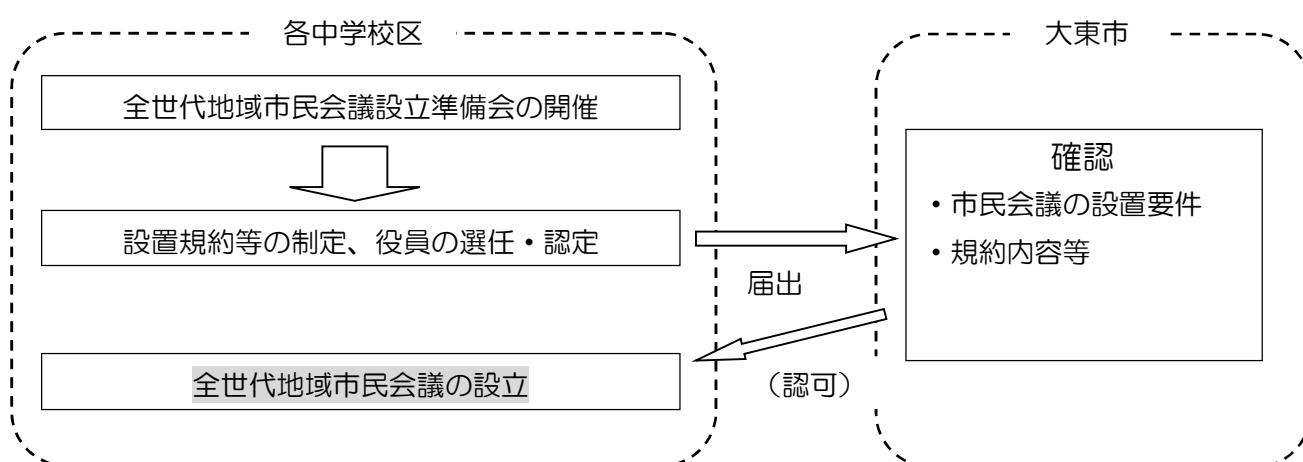 各中学校区
全世代地域市民会議設立準備会の開催
設置規約等の制定、役員の選任・認定
全世代地域市民会議の設立
届出
（認可）
大東市
確認
・市民会議の設置要件
・規約内容等